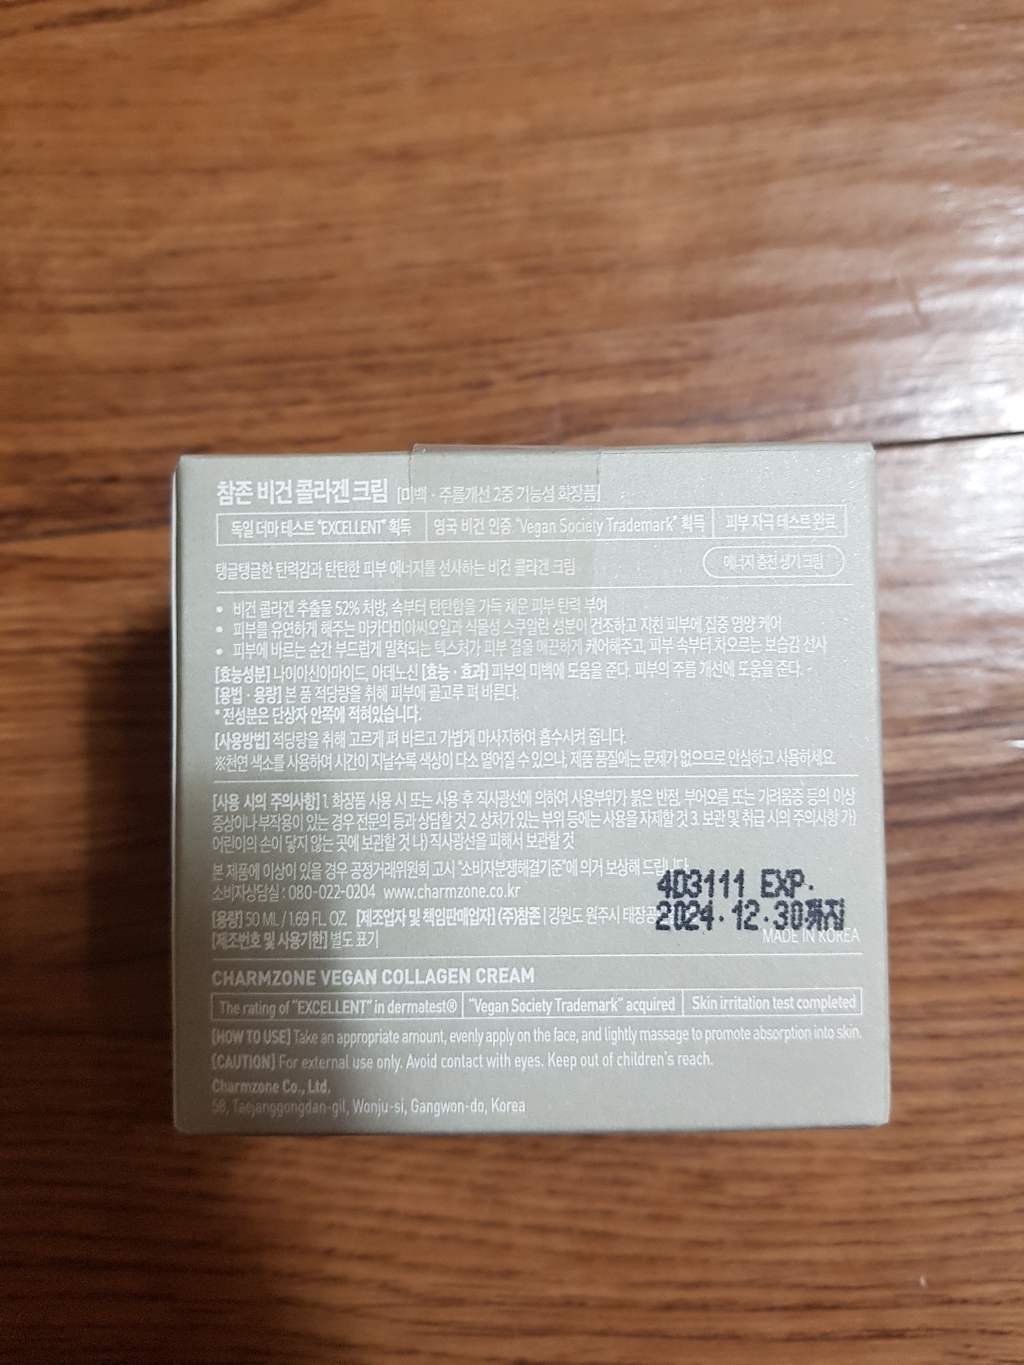 참존 비건 콜라겐 크림 [미백 · 주름개선 2중 기능성 화장품]
독일 더마 테스트 "EXCELLENT" 획득 영국 비건 인증 "Vegan Society Trademark" 획득 피부 자극 테스트 완료
탱글탱글한 탄력감과 탄탄한 피부 에너지를 선사하는 비건 콜라겐 크림 에너지 충전 생기 크림
• 비건 콜라겐 추출물 52% 처방, 속부터 탄탄함을 가득 채운 피부 탄력 부여
• 피부를 유연하게 해주는 마카다미아씨오일과 식물성 스쿠알란 성분이 건조하고 지친 피부에 집중 영양 케어
• 피부에 바르는 순간 부드럽게 밀착되는 텍스처가 피부 결을 매끈하게 케어해주고, 피부 속부터 차오르는 보습감 선사
[효능성분] 나이아신아마이드, 아데노신 [효능 · 효과] 피부의 미백에 도움을 준다. 피부의 주름 개선에 도움을 준다.
[용법 · 용량] 본 품 적당량을 취해 피부에 골고루 펴 바른다.
* 전성분은 단상자 안쪽에 적혀있습니다.
[사용방법] 적당량을 취해 고르게 펴 바르고 가볍게 마사지하여 흡수시켜 줍니다.
※천연 색소를 사용하여 시간이 지날수록 색상이 다소 옅어질 수 있으나, 제품 품질에는 문제가 없으므로 안심하고 사용하세요.
[사용 시의 주의사항] 1. 화장품 사용 시 또는 사용 후 직사광선에 의하여 사용부위가 붉은 반점, 부어오름 또는 가려움증 등의 이상
증상이나 부작용이 있는 경우 전문의 등과 상담할 것 2. 상처가 있는 부위 등에는 사용을 자제할 것 3. 보관 및 취급 시의 주의사항 가)
어린이의 손이 닿지 않는 곳에 보관할 것 나) 직사광선을 피해서 보관할 것
본 제품에 이상이 있을 경우 공정거래위원회 고시 "소비자분쟁해결기준"에 의거 보상해 드립니다.
소비자상담실 : 080-022-0204 www.charmzone.co.kr
4D3111 EXP.
[용량] 50 ML / 1.69 FL. OZ. [제조업자 및 책임판매업자] (주)참존 | 강원도 원주시 태장공
2024.12.30까지
[제조번호 및 사용기한] 별도 표기
MADE IN KOREA
CHARMZONE VEGAN COLLAGEN CREAM
The rating of "EXCELLENT" in dermatest® "Vegan Society Trademark" acquired Skin irritation test completed
[HOW TO USE] Take an appropriate amount, evenly apply on the face, and lightly massage to promote absorption into skin.
[CAUTION] For external use only. Avoid contact with eyes. Keep out of children's reach.
Charmzone Co., Ltd.
58, Taejanggongdan-gil, Wonju-si, Gangwon-do, Korea